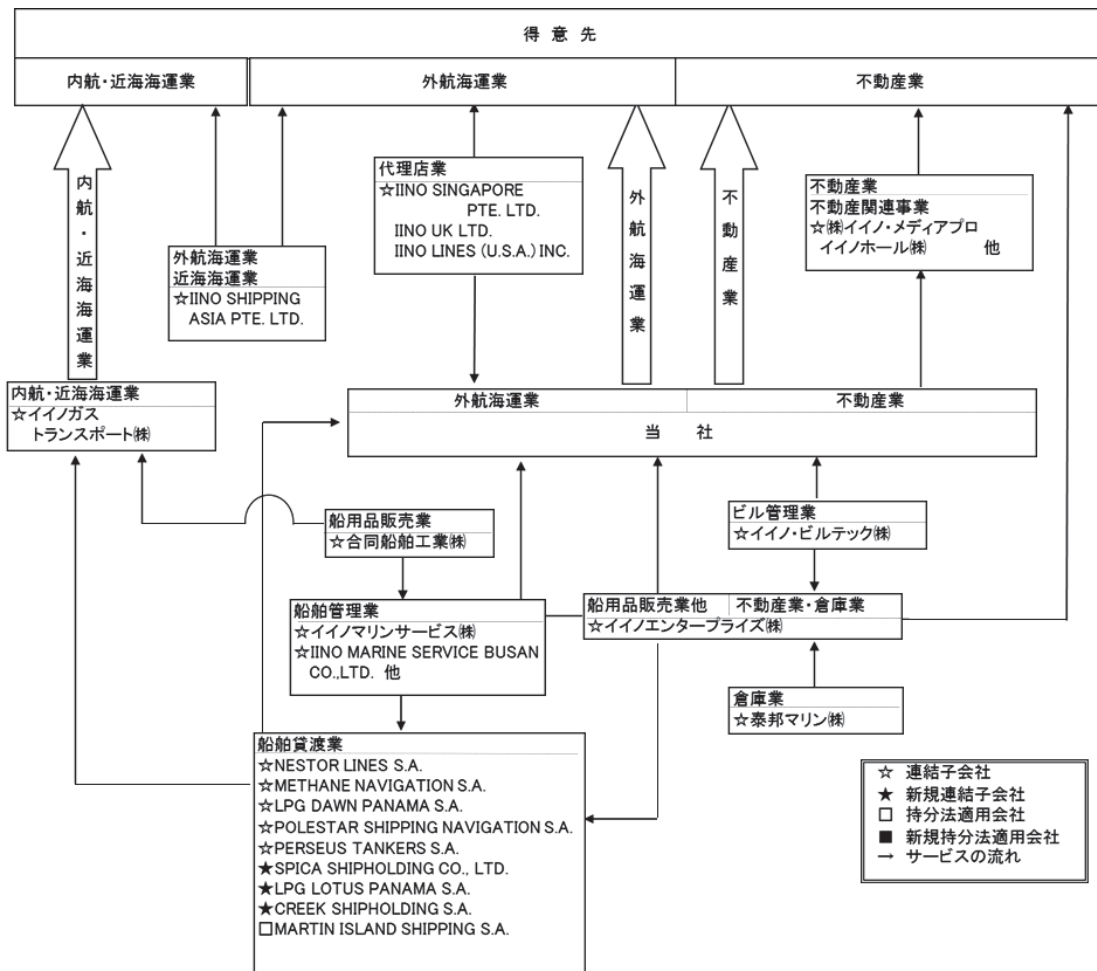 得意先
内航・近海海運業
外航海運業
不動産業
内航・近海海運業
外航海運業
近海海運業
☆IINO SHIPPING
ASIA PTE. LTD.
代理店業
☆IINO SINGAPORE
PTE. LTD.
IINO UK LTD.
IINO LINES (U.S.A.) INC.
外航海運業
不動産業
不動産業
不動産関連事業
☆㈱イイノ・メディアプロ
イイノホール㈱ 他
内航・近海海運業
☆イイノガス
トランスポート㈱
外航海運業
不動産業
当社
船用品販売業
☆合同船舶工業㈱
ビル管理業
☆イイノ・ビルテック㈱
船舶管理業
☆イイノマリンサービス㈱
☆IINO MARINE SERVICE BUSAN
CO.,LTD. 他
船用品販売業他
不動産業・倉庫業
☆イイノエンタープライズ㈱
倉庫業
☆泰邦マリン㈱
船舶貸渡業
☆NESTOR LINES S.A.
☆METHANE NAVIGATION S.A.
☆LPG DAWN PANAMA S.A.
☆POLESTAR SHIPPING NAVIGATION S.A.
☆PERSEUS TANKERS S.A.
★SPICA SHIPHOLDING CO., LTD.
★LPG LOTUS PANAMA S.A.
★CREEK SHIPHOLDING S.A.
□MARTIN ISLAND SHIPPING S.A.
☆ 連結子会社
★ 新規連結子会社
□ 持分法適用会社
■ 新規持分法適用会社
→ サービスの流れ